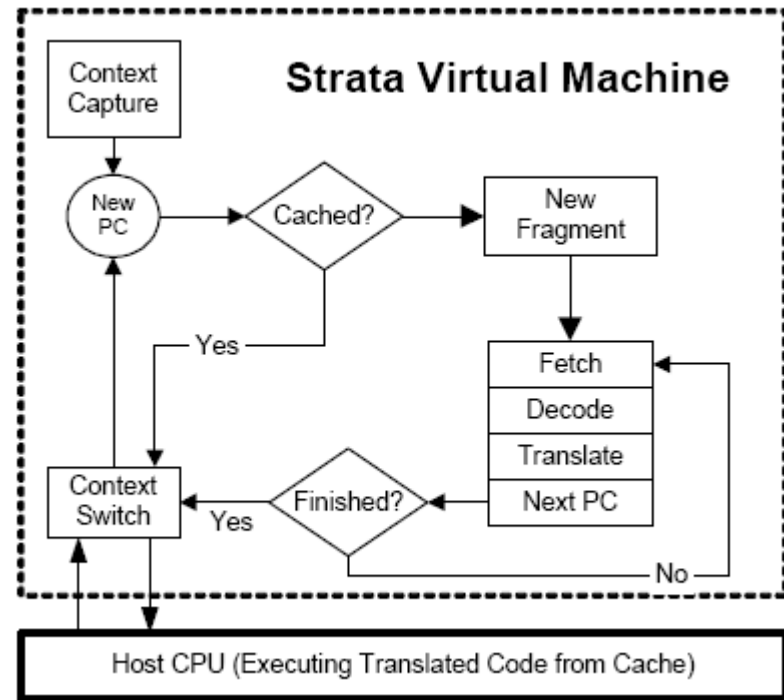 Strata Virtual Machine
Context
Capture
New
PC
Cached?
New
Fragment
Yes
Fetch
Decode
Translate
Next PC
Finished?
Yes
No
Context
Switch
Host CPU (Executing Translated Code from Cache)